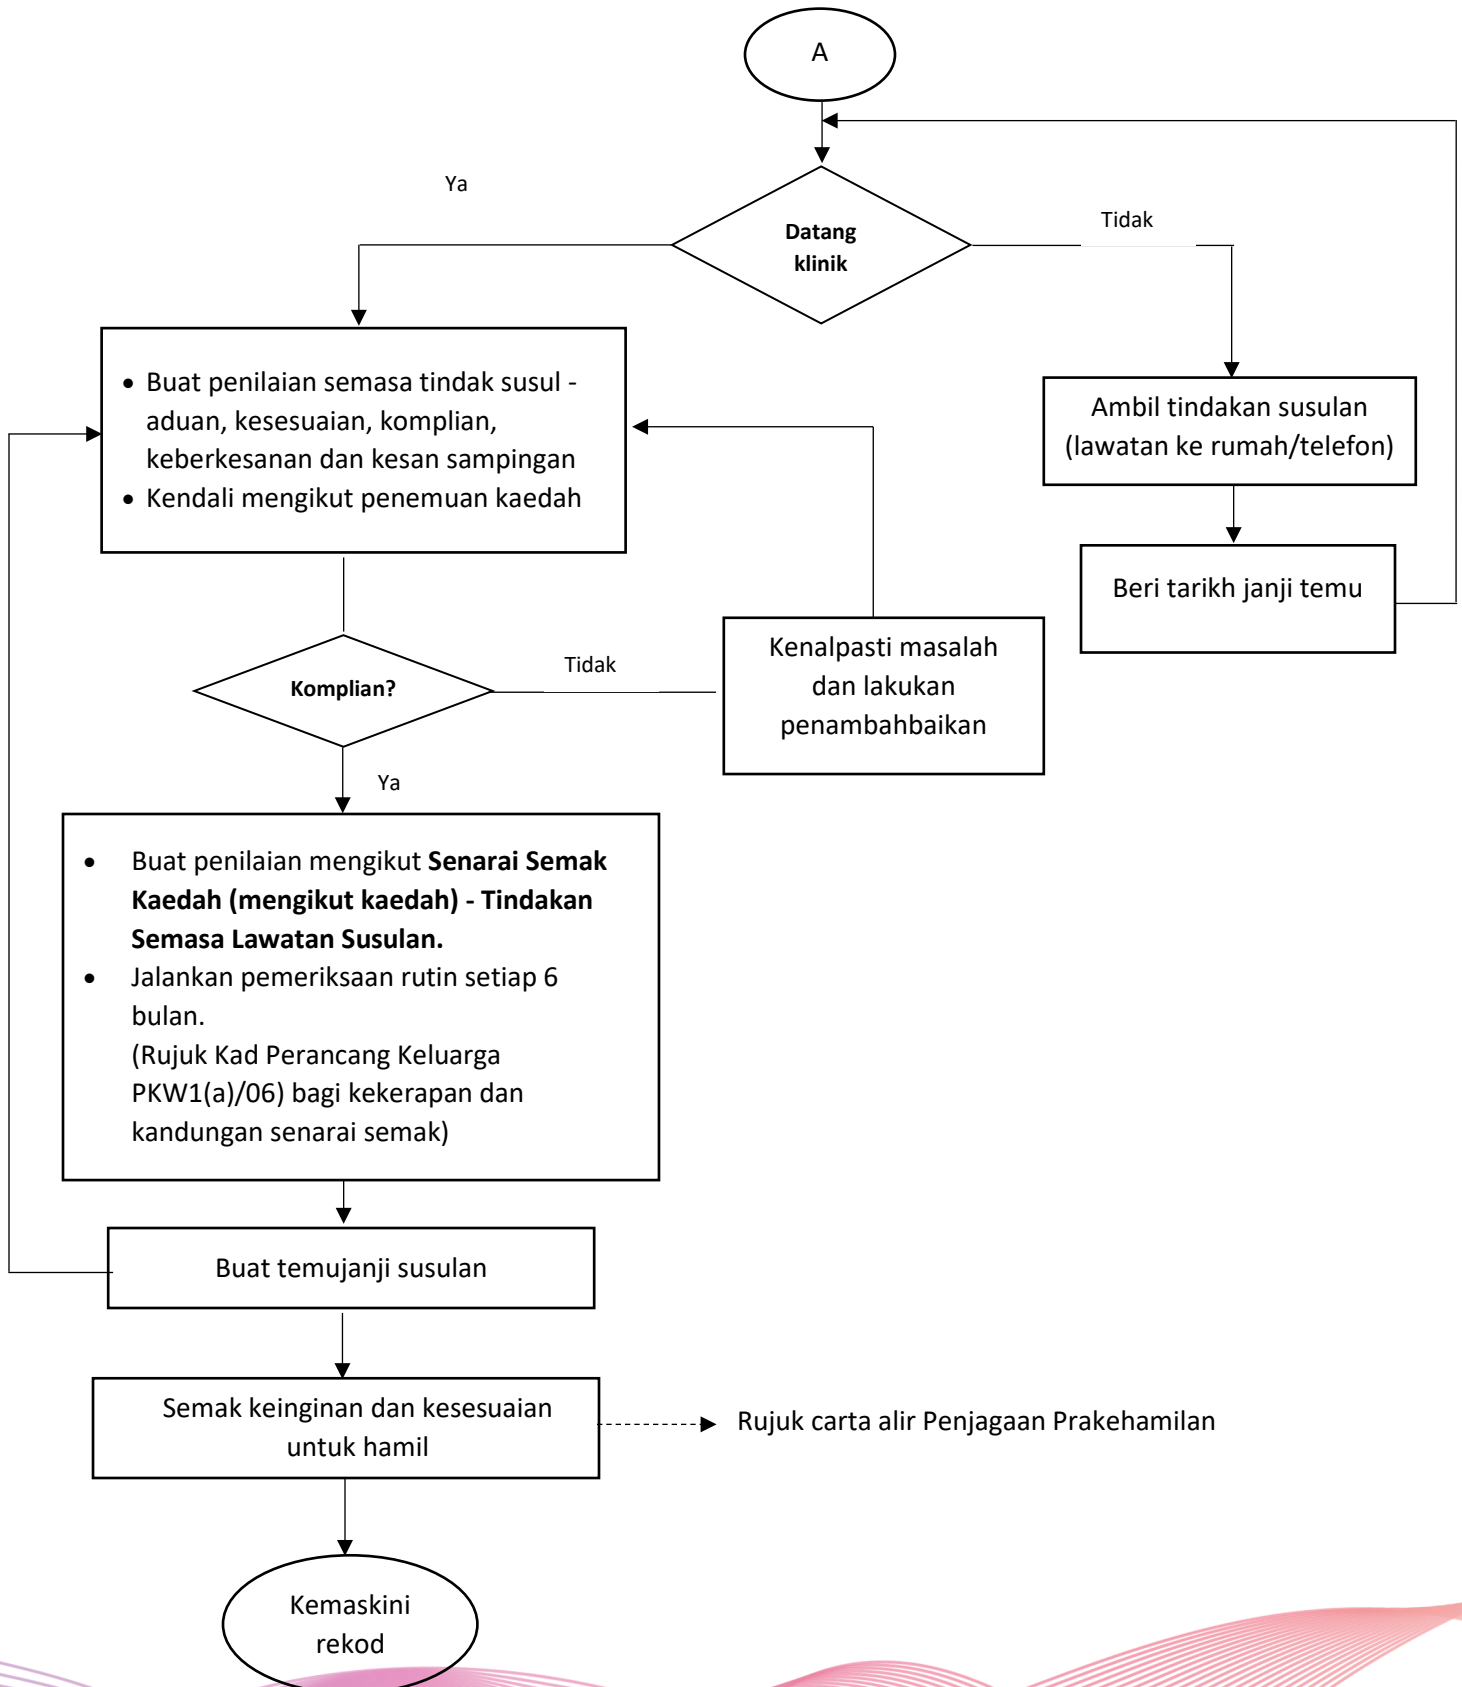 A
Ya
Datang
klinik
Tidak
• Buat penilaian semasa tindak susul -
aduan, kesesuaian, komplian,
keberkesanan dan kesan sampingan
• Kendali mengikut penemuan kaedah
Ambil tindakan susulan
(lawatan ke rumah/telefon)
Beri tarikh janji temu
Komplian?
Tidak
Kenalpasti masalah
dan lakukan
penambahbaikan
Ya
• Buat penilaian mengikut Senarai Semak
Kaedah (mengikut kaedah) - Tindakan
Semasa Lawatan Susulan.
• Jalankan pemeriksaan rutin setiap 6
bulan.
(Rujuk Kad Perancang Keluarga
PKW1(a)/06) bagi kekerapan dan
kandungan senarai semak)
Buat temujanji susulan
Semak keinginan dan kesesuaian
untuk hamil
Rujuk carta alir Penjagaan Prakehamilan
Kemaskini
rekod